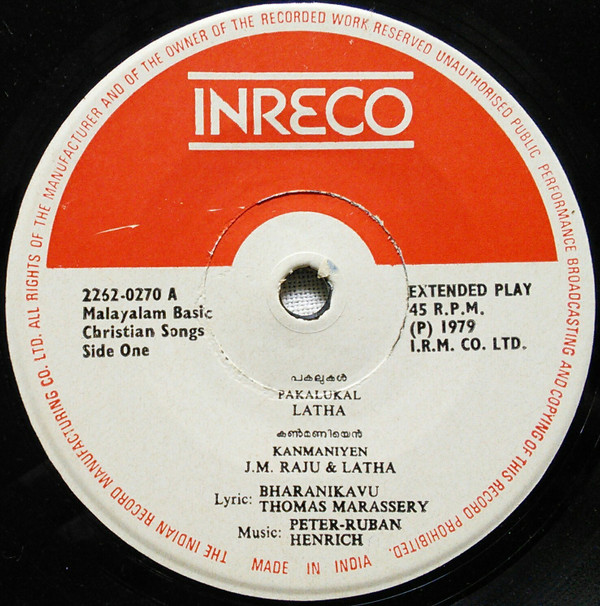 THE INDIAN RECORD MANUFACTURING CO. LTD. ALL RIGHTS OF THE MANUFACTURER AND OF THE OWNER OF THE RECORDED WORK RESERVED UNAUTHORISED PUBLIC PERFORMANCE BROADCASTING AND COPYING OF THIS RECORD PROHIBITED.
INRECO
2262-0270 A
Malayalam Basic
Christian Songs
Side One
EXTENDED PLAY
45 R.P.M.
(P) 1979
I.R.M. CO. LTD.
പകലുകൾ
PAKALUKAL
LATHA
കൺമണിയെൻ
KANMANIYEN
J.M. RAJU & LATHA
Lyric: BHARANIKAVU
THOMAS MARASSERY
Music: PETER-RUBAN
HENRICH
MADE IN INDIA